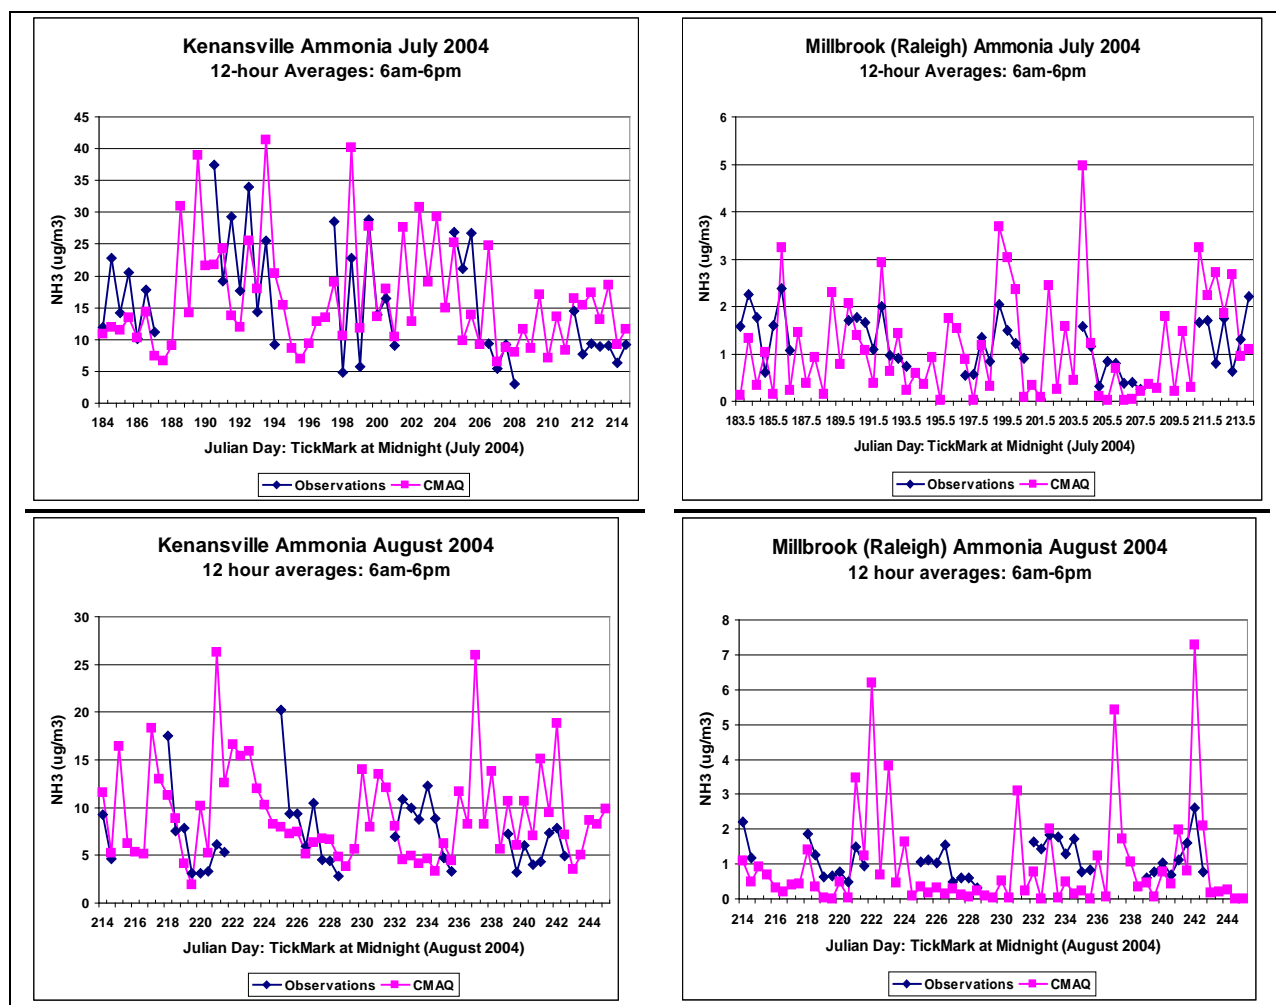 Kenansville Ammonia July 2004
12-hour Averages: 6am-6pm
NH3 (ug/m3)
45
40
35
30
25
20
15
10
5
0
184 186 188 190 192 194 196 198 200 202 204 206 208 210 212 214
Julian Day: TickMark at Midnight (July 2004)
Observations CMAQ
Millbrook (Raleigh) Ammonia July 2004
12-hour Averages: 6am-6pm
NH3 (ug/m3)
6
5
4
3
2
1
0
183.5 185.5 187.5 189.5 191.5 193.5 195.5 197.5 199.5 201.5 203.5 205.5 207.5 209.5 211.5 213.5
Julian Day: TickMark at Midnight (July 2004)
Observations CMAQ
Kenansville Ammonia August 2004
12 hour averages: 6am-6pm
NH3 (ug/m3)
30
25
20
15
10
5
0
214 216 218 220 222 224 226 228 230 232 234 236 238 240 242 244
Julian Day: TickMark at Midnight (August 2004)
Observations CMAQ
Millbrook (Raleigh) Ammonia August 2004
12 hour averages: 6am-6pm
NH3 (ug/m3)
8
7
6
5
4
3
2
1
0
214 216 218 220 222 224 226 228 230 232 234 236 238 240 242 244
Julian Day: TickMark at Midnight (August 2004)
Observations CMAQ